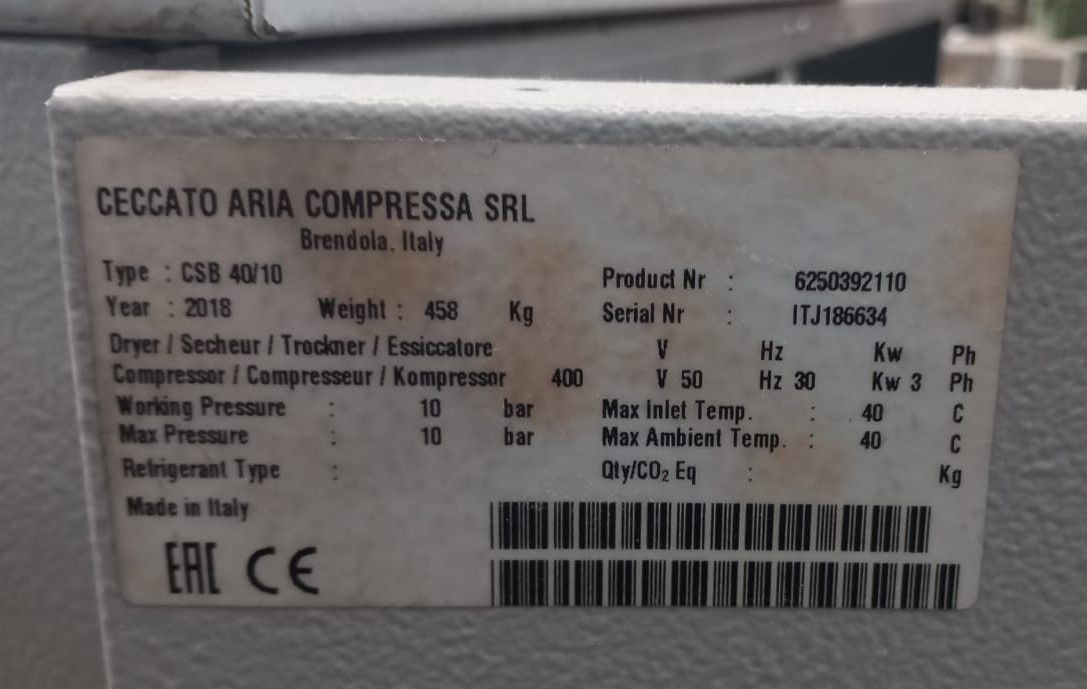 CECCATO ARIA COMPRESSA SRL
Brendola, Italy
Type : CSB 40/10 Product Nr : 6250392110
Year : 2018 Weight : 458 Kg Serial Nr : ITJ186634
Dryer / Secheur / Trockner / Essiccatore V Hz Kw Ph
Compressor / Compresseur / Kompressor 400 V 50 Hz 30 Kw 3 Ph
Working Pressure : 10 bar Max Inlet Temp. : 40 C
Max Pressure : 10 bar Max Ambient Temp. : 40 C
Refrigerant Type : Qty/CO₂ Eq : Kg
Made in Italy
EAC CE